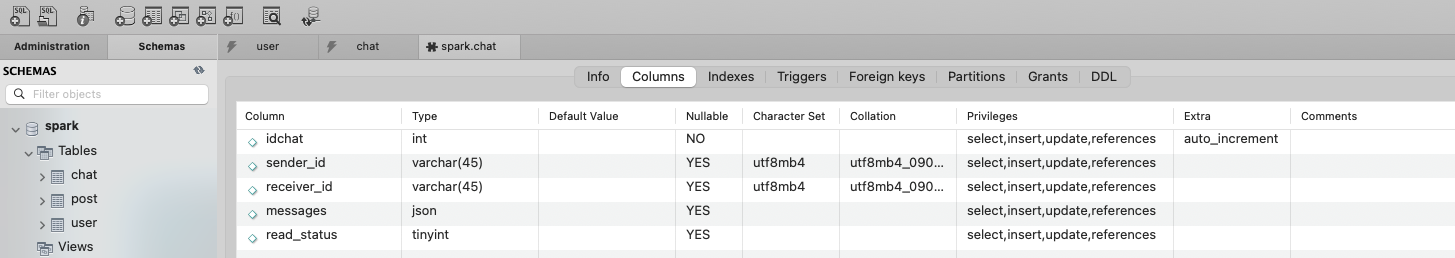 SQL SQL
Administration Schemas user chat spark.chat
SCHEMAS
Info Columns Indexes Triggers Foreign keys Partitions Grants DDL
Filter objects
Column Type Default Value Nullable Character Set Collation Privileges Extra Comments
spark
idchat int NO select,insert,update,references auto_increment
Tables
sender_id varchar(45) YES utf8mb4 utf8mb4_090... select,insert,update,references
chat
receiver_id varchar(45) YES utf8mb4 utf8mb4_090... select,insert,update,references
post
messages json YES select,insert,update,references
user
read_status tinyint YES select,insert,update,references
Views